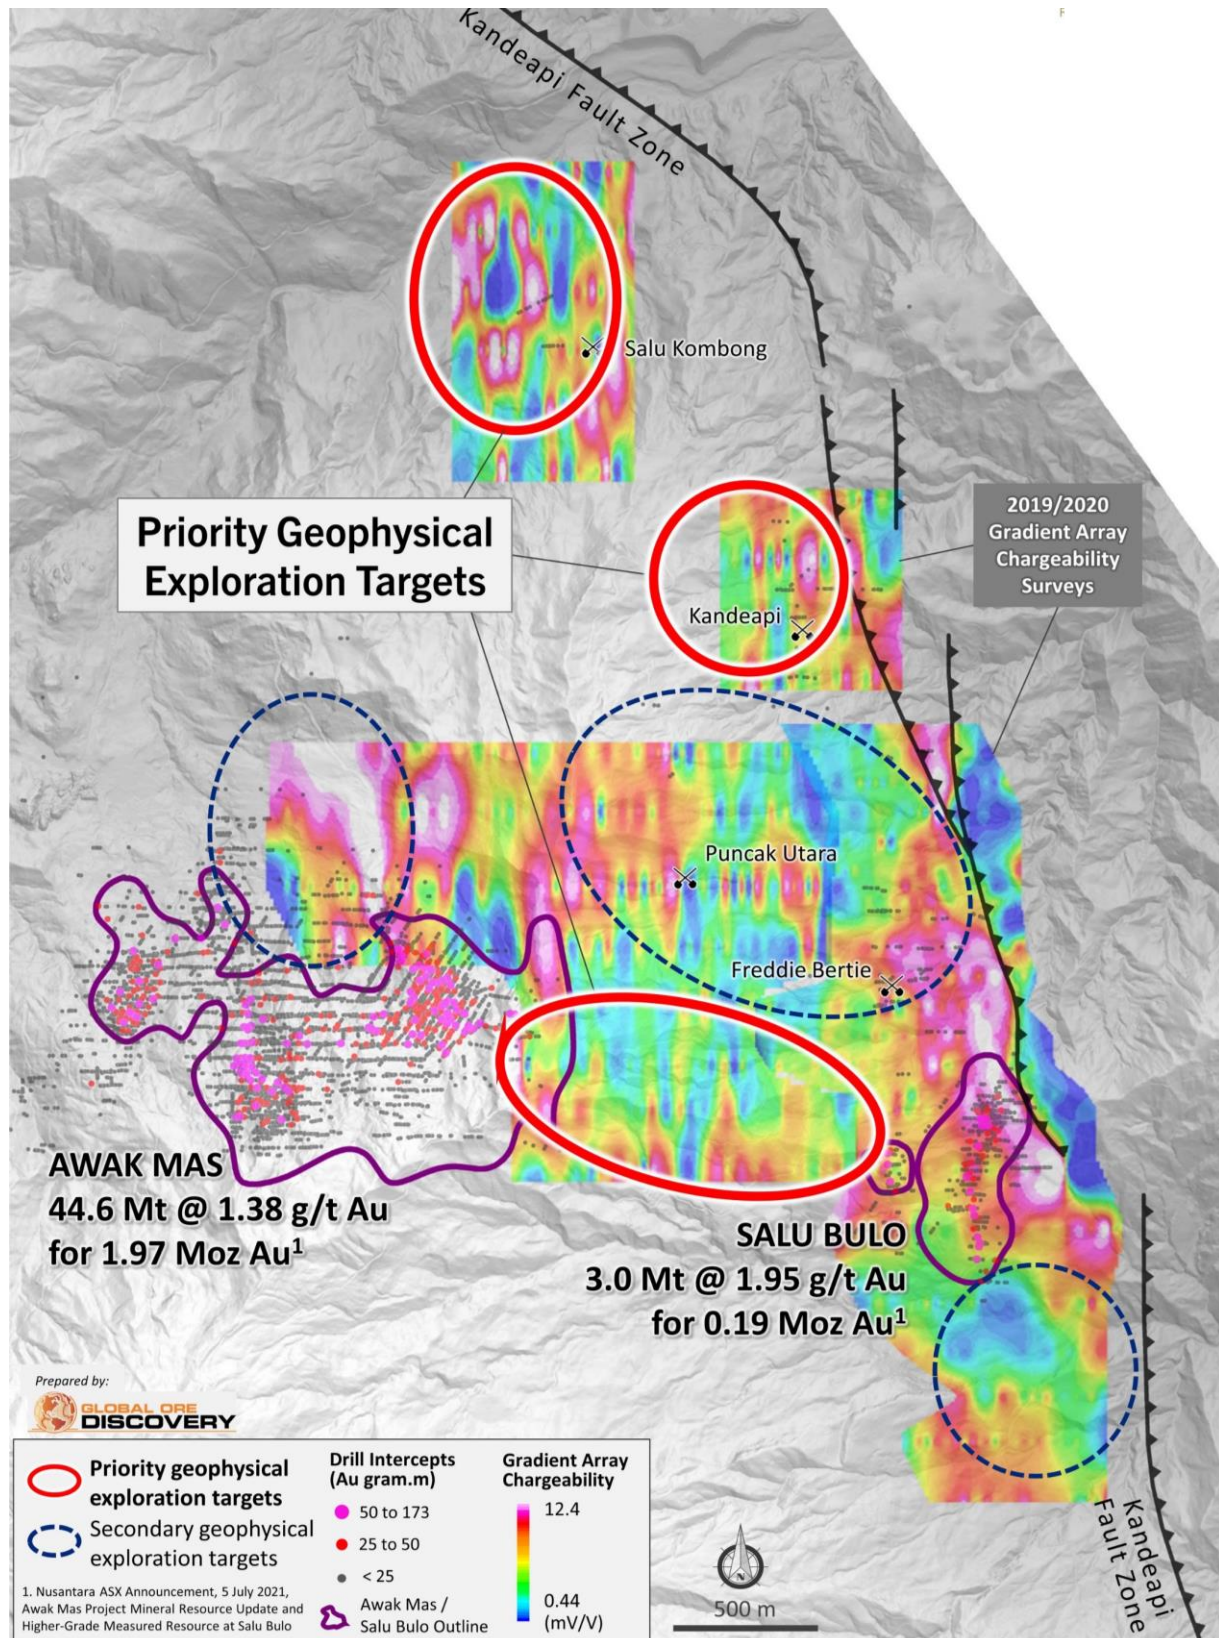 F
Kandeapi Fault Zone
Salu Kombong
Priority Geophysical
Exploration Targets
2019/2020
Gradient Array
Chargeability
Surveys
Kandeapi
Puncak Utara
Freddie Bertie
AWAK MAS
44.6 Mt @ 1.38 g/t Au
for 1.97 Moz Au¹
SALU BULO
3.0 Mt @ 1.95 g/t Au
for 0.19 Moz Au¹
Kandeapi
Fault Zone
Prepared by:
GLOBAL ORE
DISCOVERY
Priority geophysical
exploration targets
Secondary geophysical
exploration targets
1. Nusantara ASX Announcement, 5 July 2021,
Awak Mas Project Mineral Resource Update and
Higher-Grade Measured Resource at Salu Bulo
Drill Intercepts
(Au gram.m)
50 to 173
25 to 50
< 25
Awak Mas /
Salu Bulo Outline
Gradient Array
Chargeability
12.4
0.44
(mV/V)
N
500 m